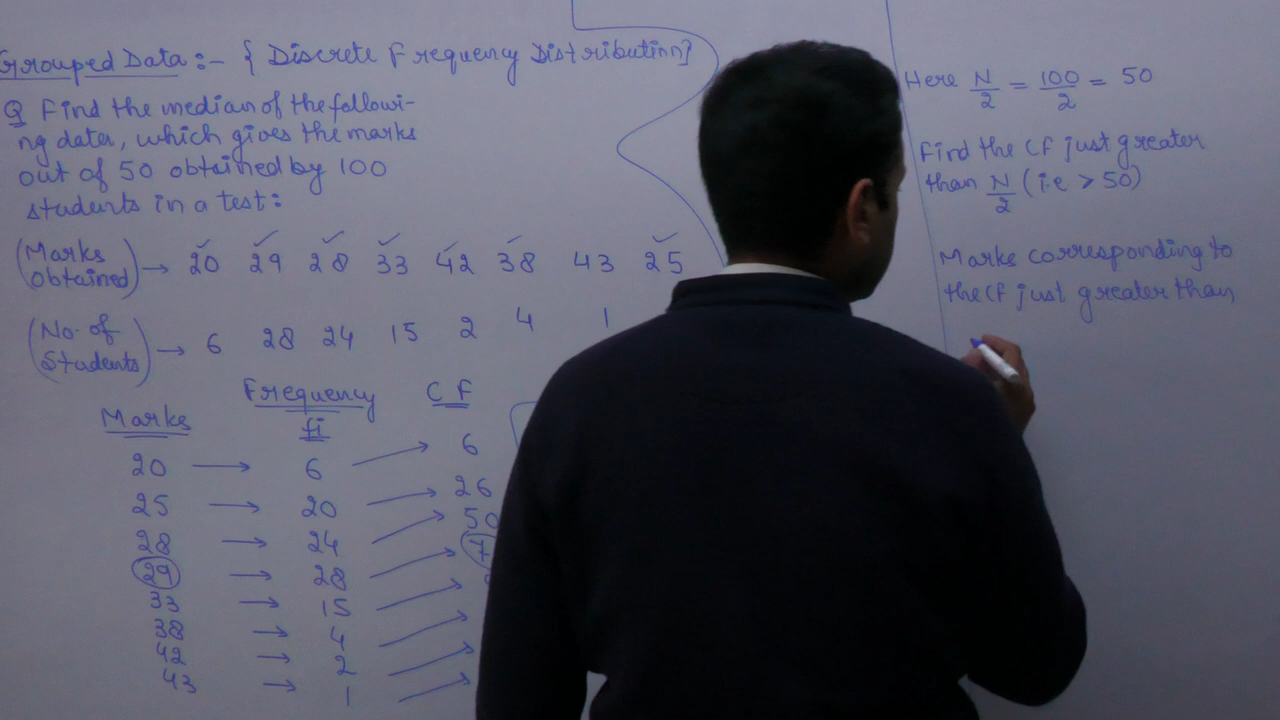 Grouped Data :- { Discrete Frequency Distribution}
Q Find the median of the followi-
ng data, which gives the marks
out of 50 obtained by 100
students in a test:
(Marks Obtained) → 20 29 28 33 42 38 43 25
(No. of Students) → 6 28 24 15 2 4 1
Marks Frequency fi CF
20 → 6 → 6
25 → 20 → 26
28 → 24 → 50
29 → 28 → 7
33 → 15 →
38 → 4 →
42 → 2 →
43 → 1 →
Here N/2 = 100/2 = 50
Find the CF just greater
than N/2 (i.e > 50)
Marks corresponding to
the CF just greater than